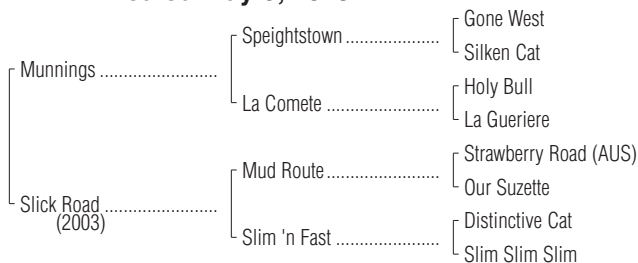 Gone West
Speightstown ....................
Silken Cat
Munnings .........................
Holy Bull
La Comete ........................
La Gueriere
Strawberry Road (AUS)
Mud Route ........................
Our Suzette
Slick Road ........................
(2003)
Distinctive Cat
Slim 'n Fast ......................
Slim Slim Slim